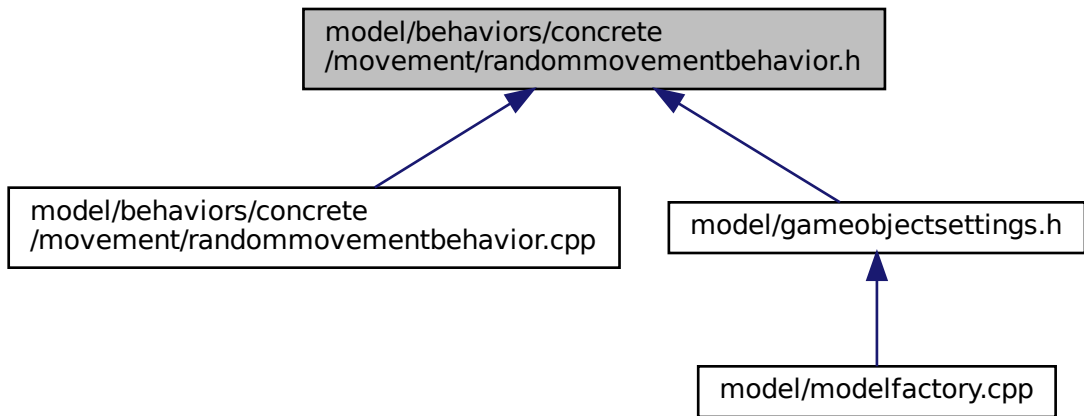 model/behaviors/concrete
/movement/randommovementbehavior.h
model/behaviors/concrete
/movement/randommovementbehavior.cpp
model/gameobjectsettings.h
model/modelfactory.cpp